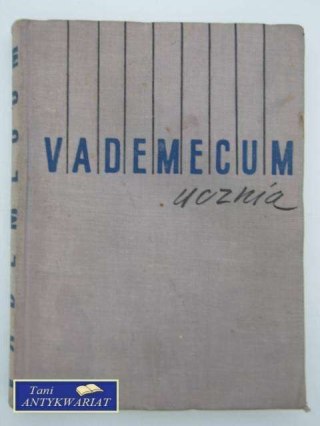 VADEMECUM
ucznia
VADEMECUM
Tani
ANTYKWARIAT